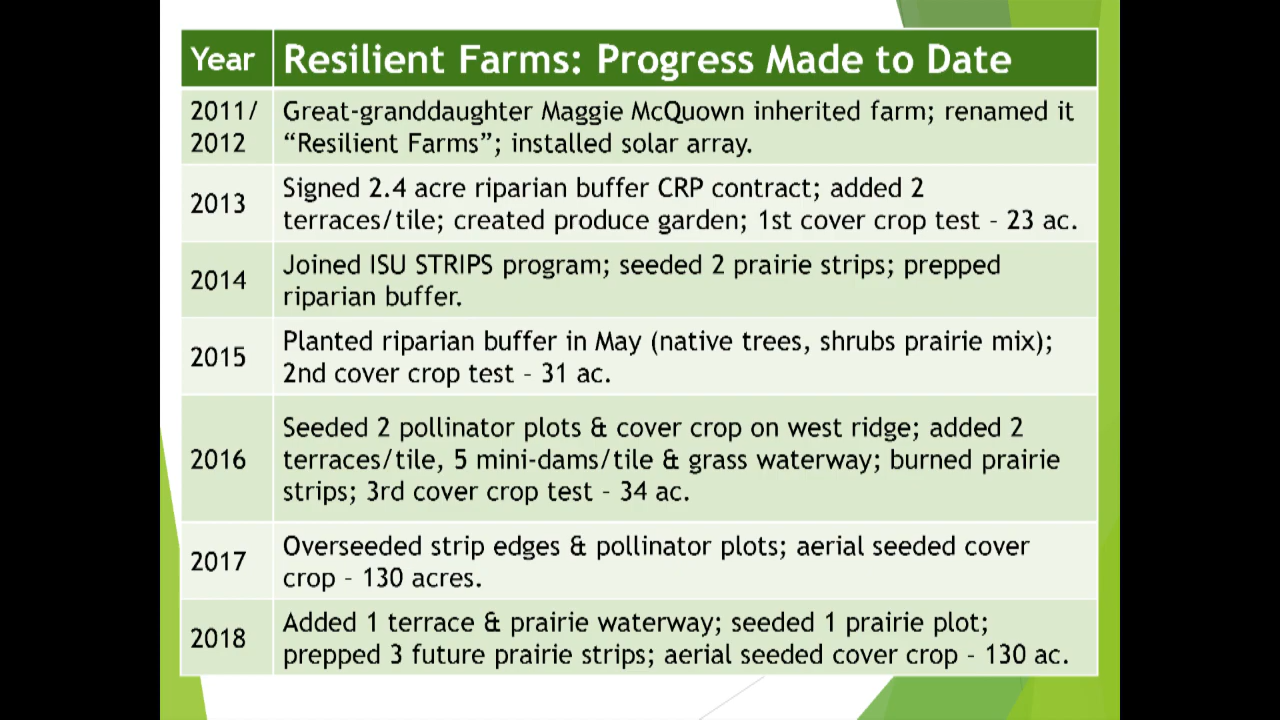 Year
Resilient Farms: Progress Made to Date
2011/
2012
Great-granddaughter Maggie McQuown inherited farm; renamed it
“Resilient Farms”; installed solar array.
2013
Signed 2.4 acre riparian buffer CRP contract; added 2
terraces/tile; created produce garden; 1st cover crop test – 23 ac.
2014
Joined ISU STRIPS program; seeded 2 prairie strips; prepped
riparian buffer.
2015
Planted riparian buffer in May (native trees, shrubs prairie mix);
2nd cover crop test – 31 ac.
2016
Seeded 2 pollinator plots & cover crop on west ridge; added 2
terraces/tile, 5 mini-dams/tile & grass waterway; burned prairie
strips; 3rd cover crop test – 34 ac.
2017
Overseeded strip edges & pollinator plots; aerial seeded cover
crop – 130 acres.
2018
Added 1 terrace & prairie waterway; seeded 1 prairie plot;
prepped 3 future prairie strips; aerial seeded cover crop – 130 ac.